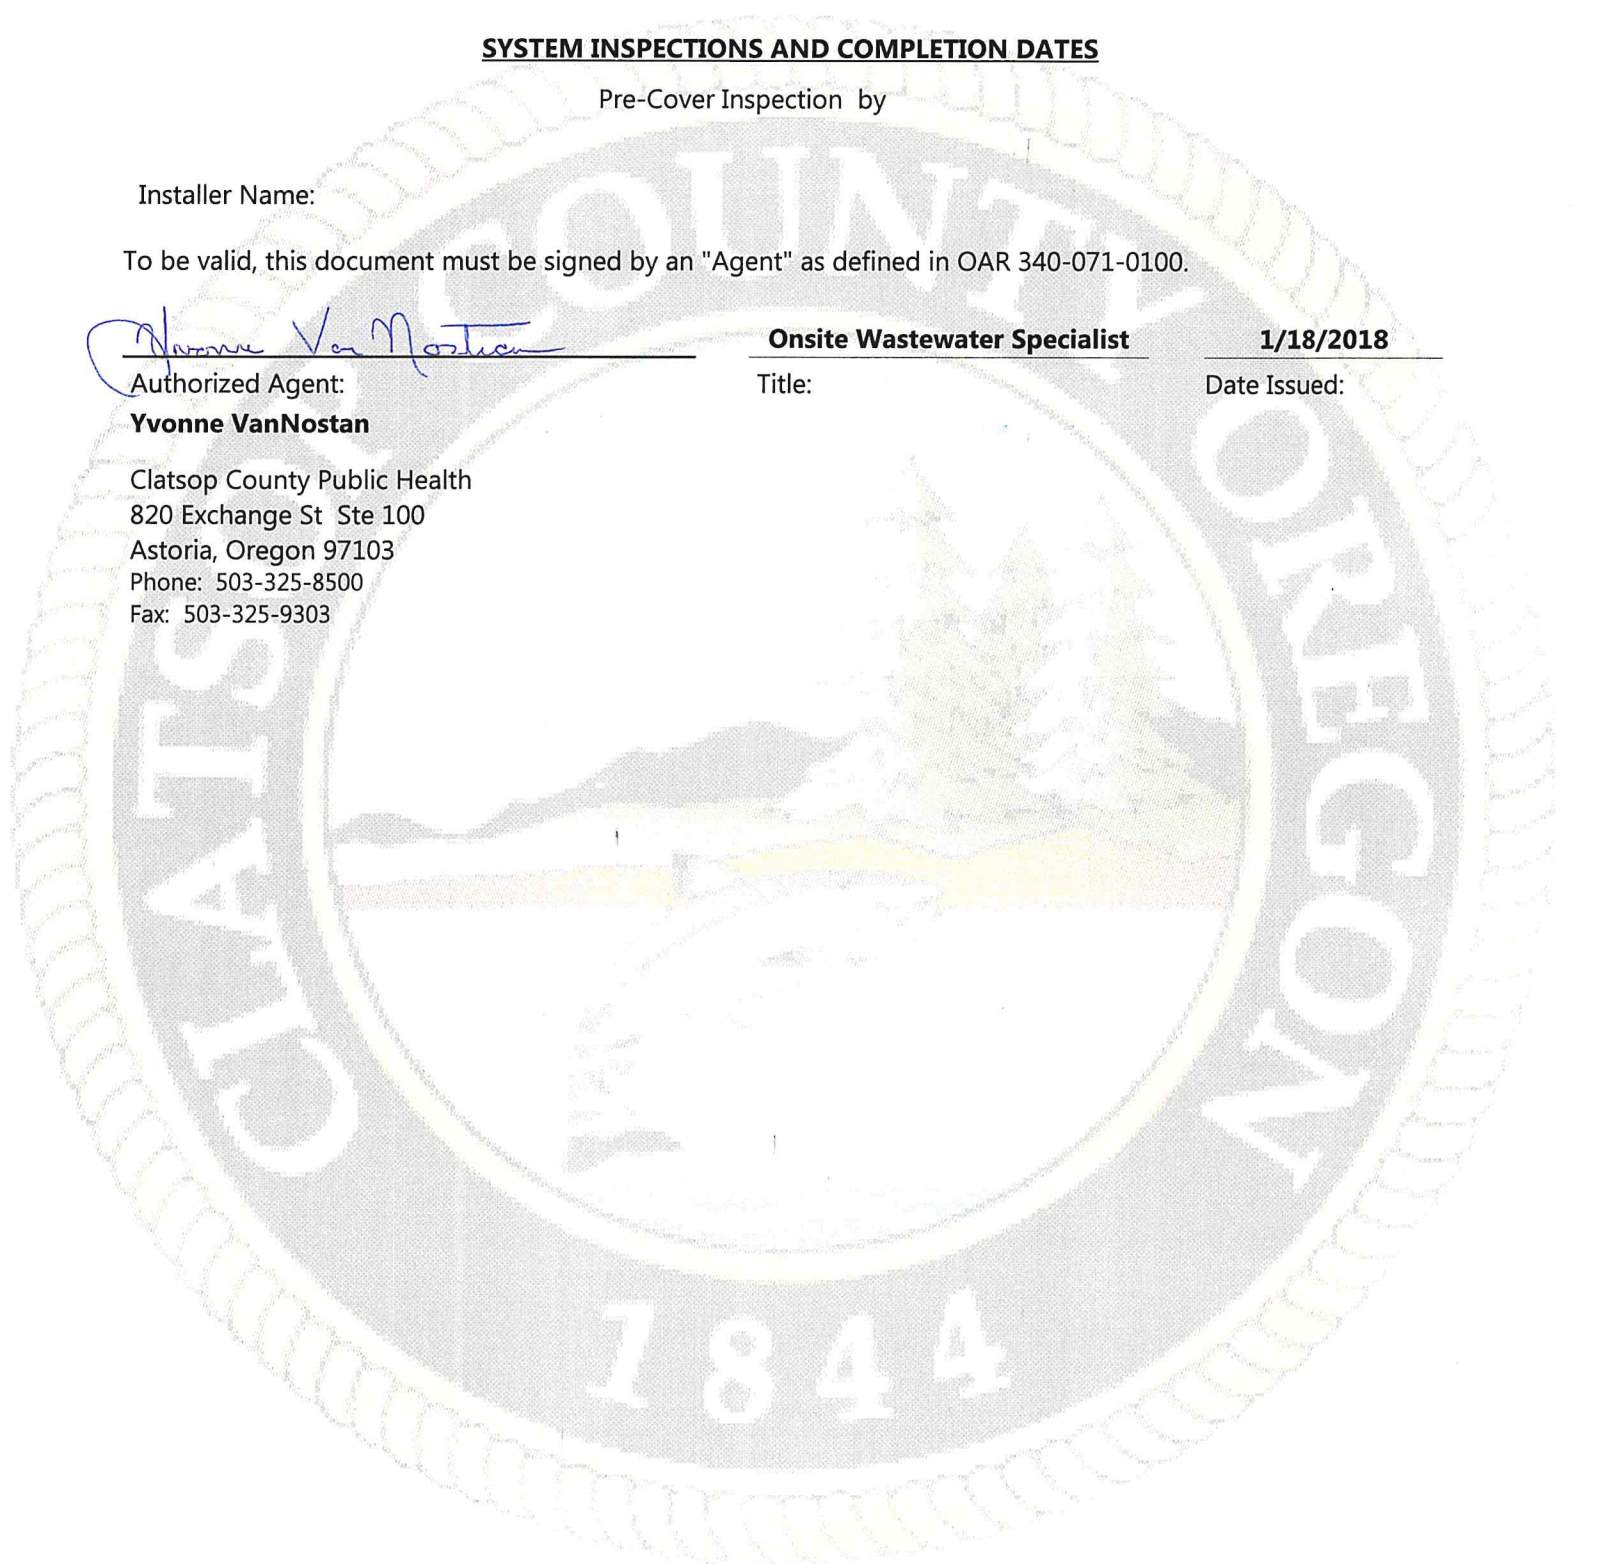 SYSTEM INSPECTIONS AND COMPLETION DATES
Pre-Cover Inspection by
Installer Name:
To be valid, this document must be signed by an "Agent" as defined in OAR 340-071-0100.
Yvonne Van Nostran
Onsite Wastewater Specialist
1/18/2018
Authorized Agent:
Title:
Date Issued:
Yvonne VanNostan
Clatsop County Public Health
820 Exchange St Ste 100
Astoria, Oregon 97103
Phone: 503-325-8500
Fax: 503-325-9303
CLATSOP COUNTY OREGON
1844